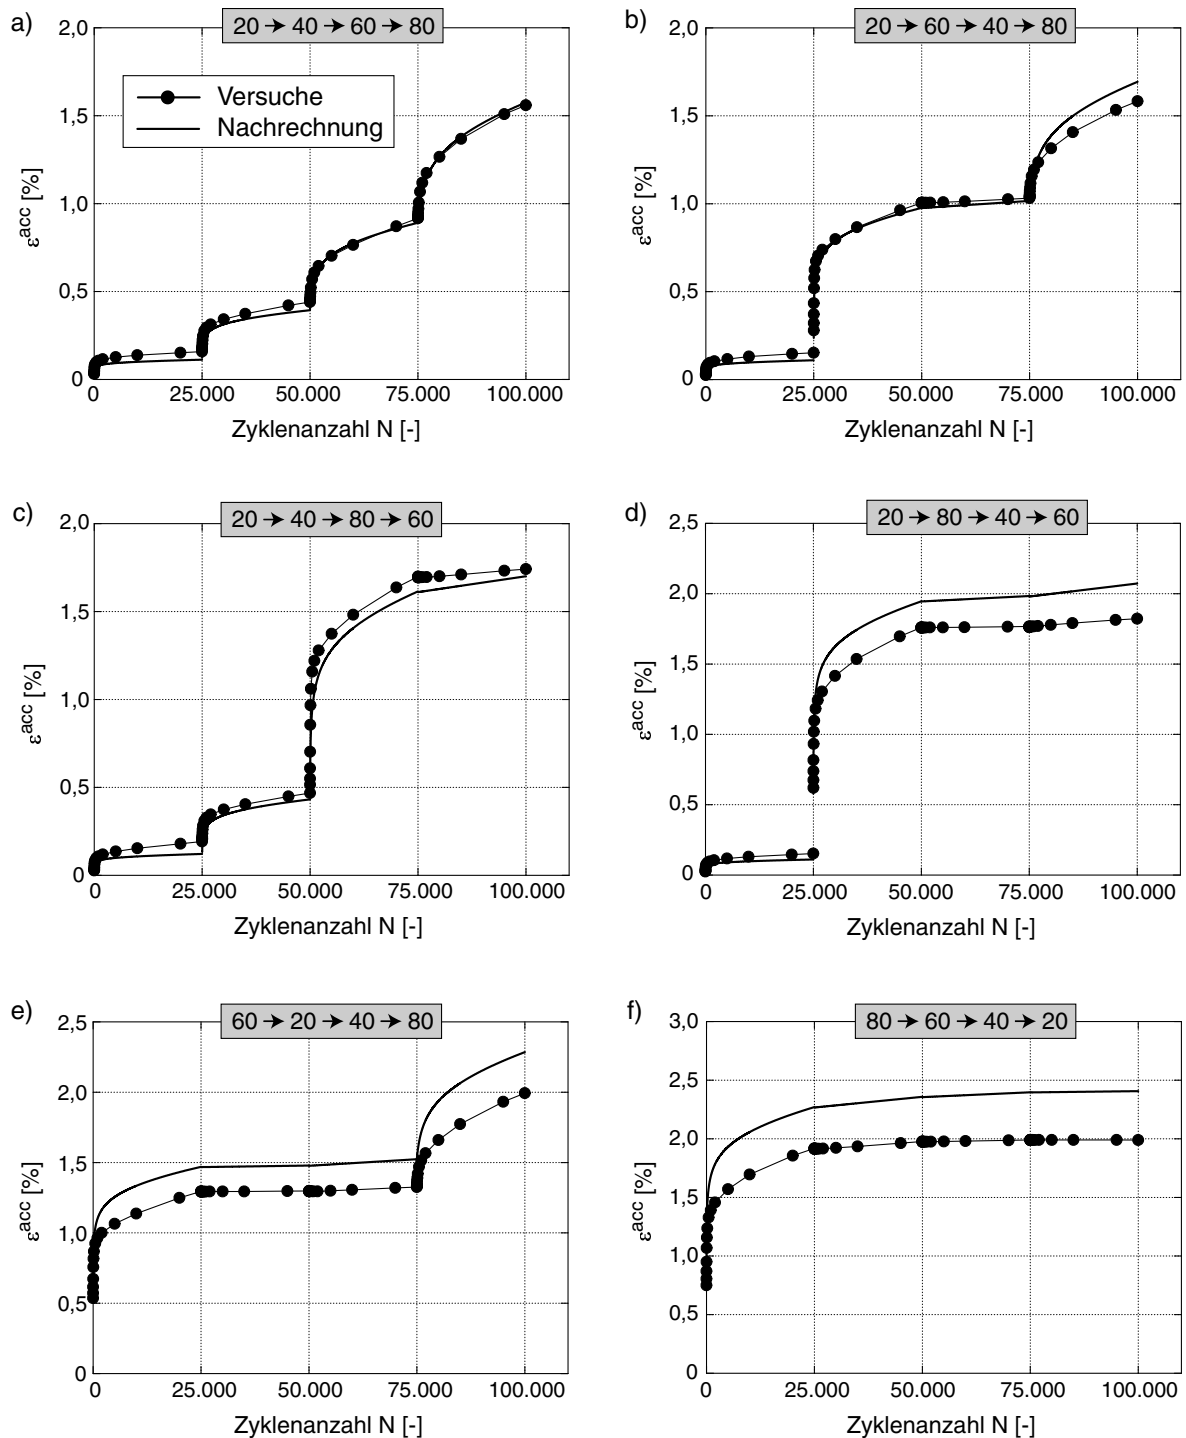 a)
20 → 40 → 60 → 80
2,0
1,5
1,0
0,5
0
εacc [%]
Versuche
Nachrechnung
0 25.000 50.000 75.000 100.000
Zyklenanzahl N [-]
b)
20 → 60 → 40 → 80
2,0
1,5
1,0
0,5
0
εacc [%]
0 25.000 50.000 75.000 100.000
Zyklenanzahl N [-]
c)
20 → 40 → 80 → 60
2,0
1,5
1,0
0,5
0
εacc [%]
0 25.000 50.000 75.000 100.000
Zyklenanzahl N [-]
d)
20 → 80 → 40 → 60
2,5
2,0
1,5
1,0
0,5
0
εacc [%]
0 25.000 50.000 75.000 100.000
Zyklenanzahl N [-]
e)
60 → 20 → 40 → 80
2,5
2,0
1,5
1,0
0,5
0
εacc [%]
0 25.000 50.000 75.000 100.000
Zyklenanzahl N [-]
f)
80 → 60 → 40 → 20
3,0
2,5
2,0
1,5
1,0
0,5
0
εacc [%]
0 25.000 50.000 75.000 100.000
Zyklenanzahl N [-]